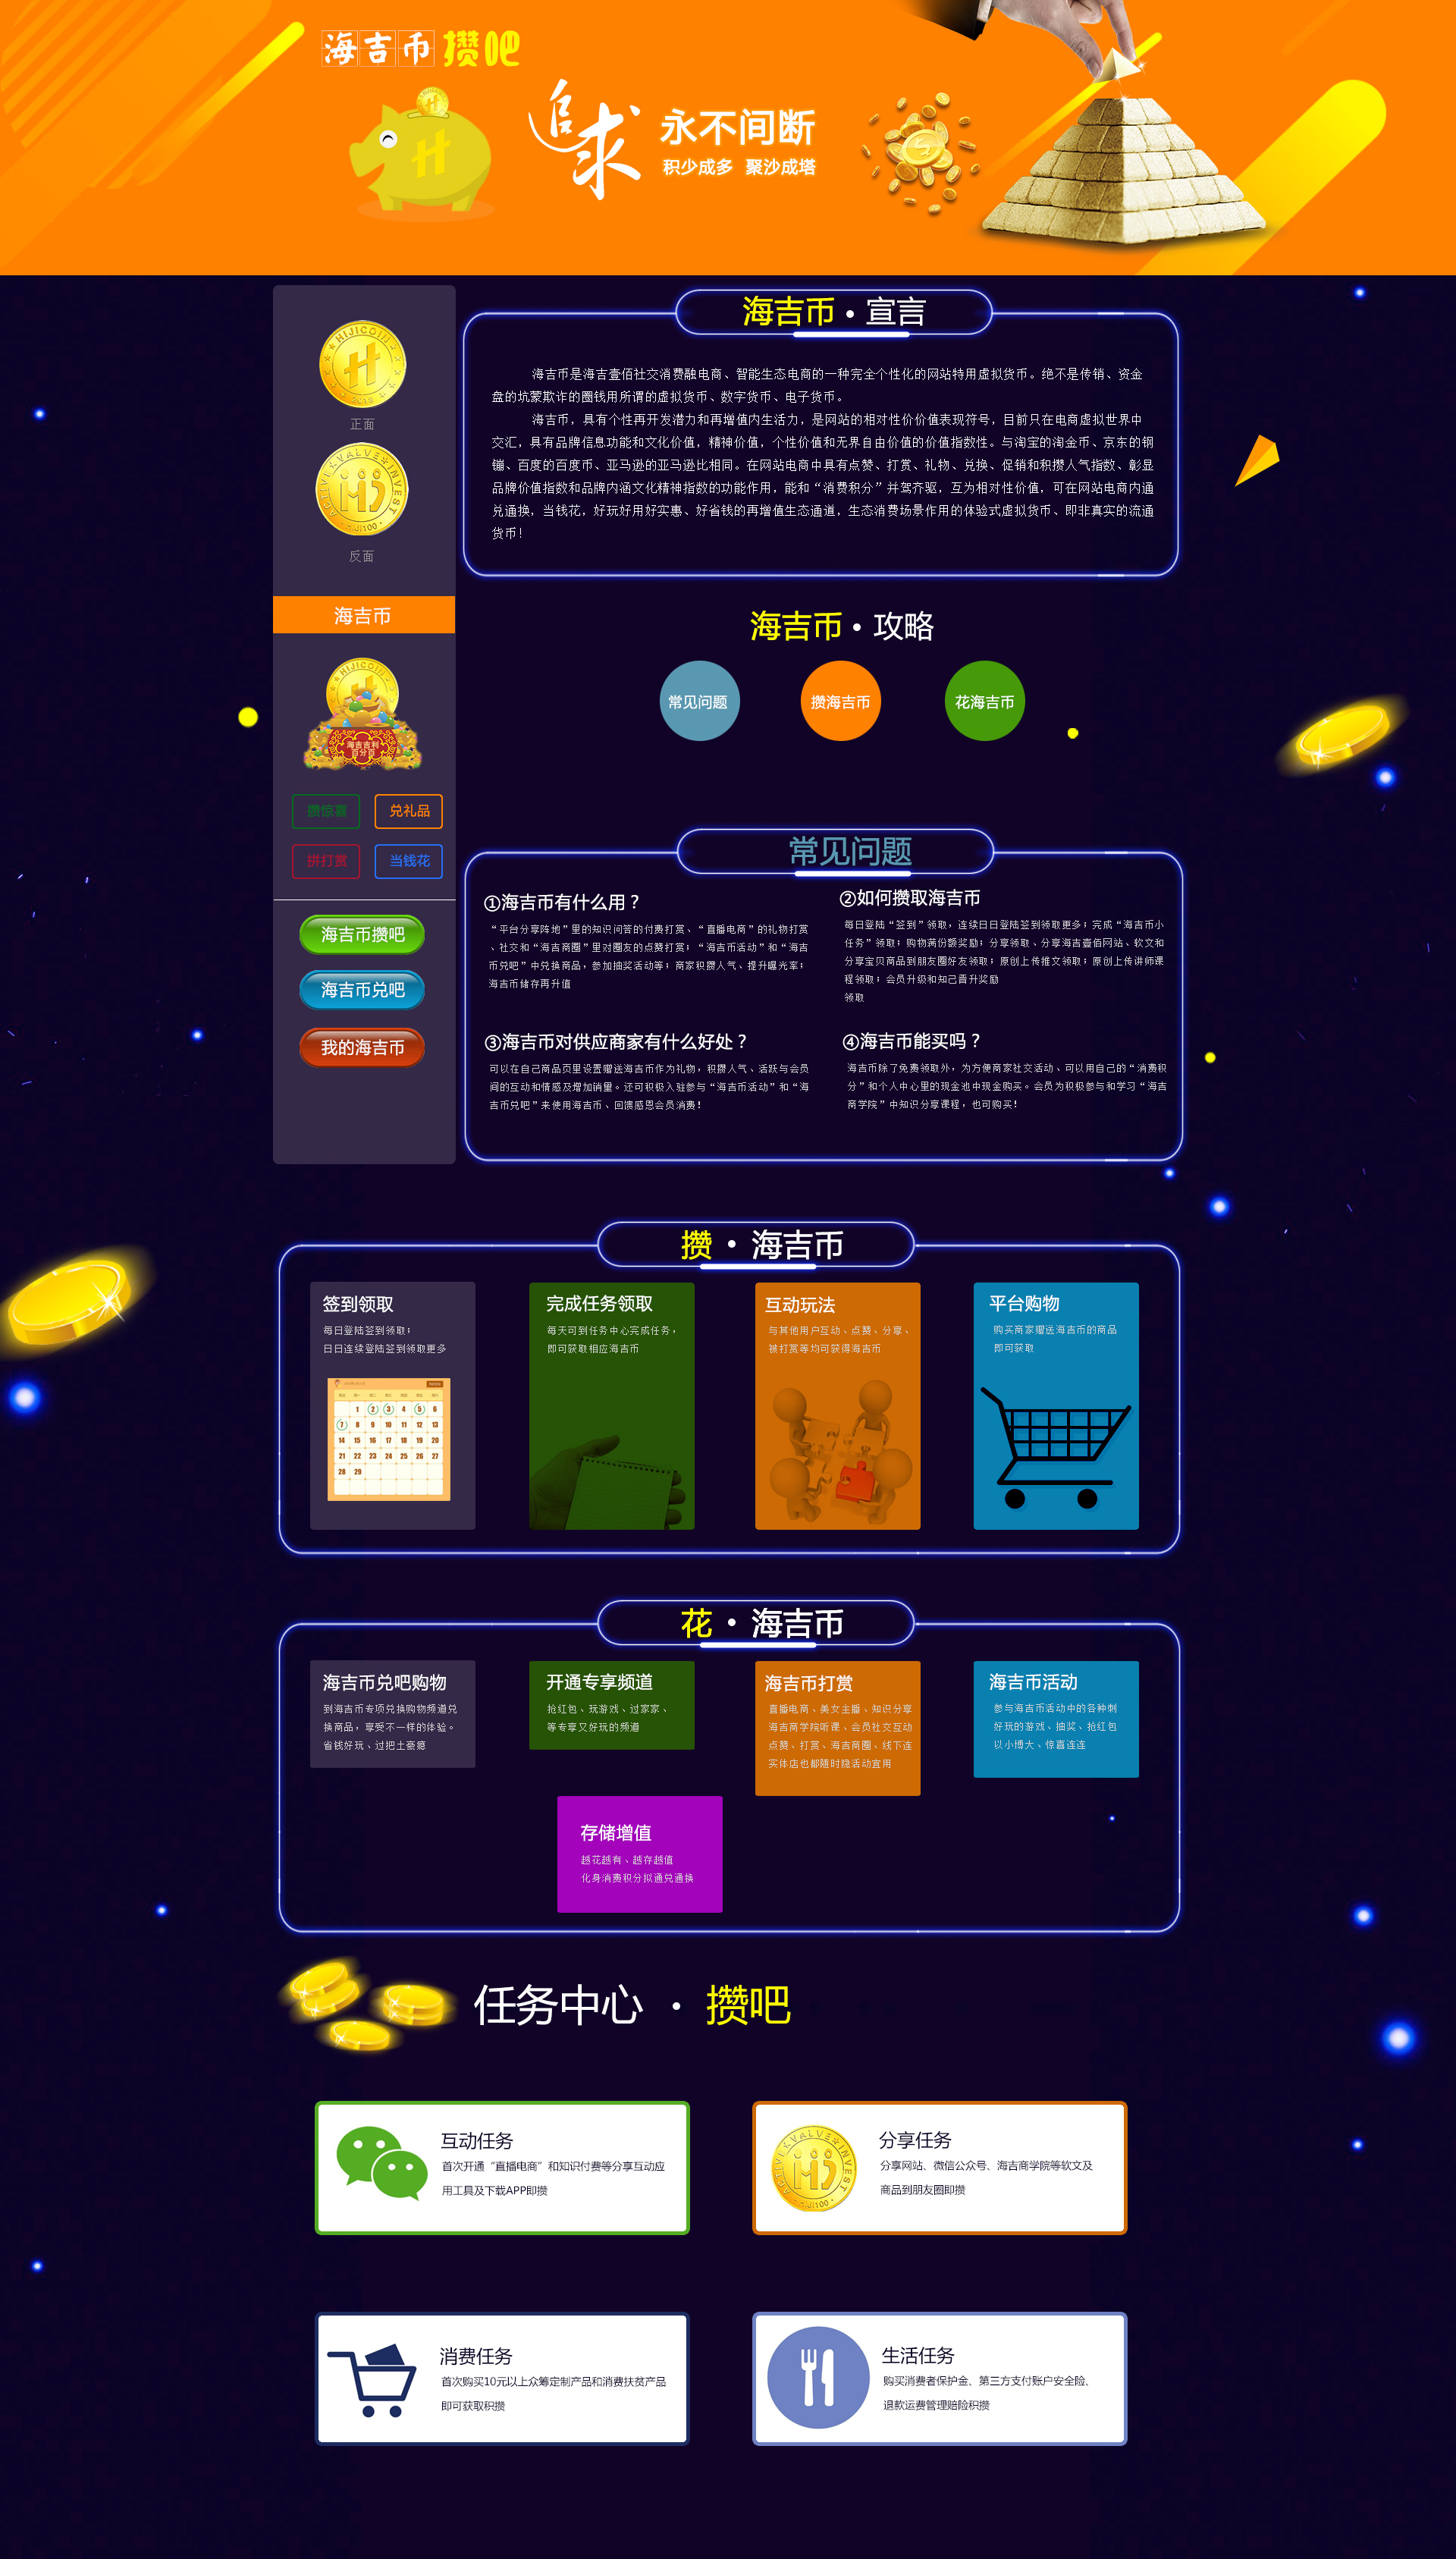 海吉币 攒吧
追求 永不间断
积少成多 聚沙成塔
HIJICOIN
2016
正面
VALUE INVEST
HIJI100
反面
海吉币
HIJICOIN
海吉吉利
百分币
攒惊喜 兑礼品
拼打赏 当钱花
海吉币攒吧
海吉币兑吧
我的海吉币
海吉币·宣言
海吉币是海吉壹佰社交消费融电商、智能生态电商的一种完全个性化的网站特用虚拟货币。绝不是传销、资金
盘的坑蒙欺诈的圈钱用所谓的虚拟货币、数字货币、电子货币。
海吉币，具有个性再开发潜力和再增值内生活力，是网站的相对性价价值表现符号，目前只在电商虚拟世界中
交汇，具有品牌信息功能和文化价值，精神价值，个性价值和无界自由价值的价值指数性。与淘宝的淘金币、京东的钢
镚、百度的百度币、亚马逊的亚马逊比相同。在网站电商中具有点赞、打赏、礼物、兑换、促销和积攒人气指数、彰显
品牌价值指数和品牌内涵文化精神指数的功能作用，能和“消费积分”并驾齐驱，互为相对性价值，可在网站电商内通
兑通换，当钱花，好玩好用好实惠、好省钱的再增值生态通道，生态消费场景作用的体验式虚拟货币、即非真实的流通
货币！
海吉币·攻略
常见问题 攒海吉币 花海吉币
常见问题
①海吉币有什么用？
“平台分享阵地”里的知识问答的付费打赏、“直播电商”的礼物打赏
、社交和“海吉商圈”里对圈友的点赞打赏；“海吉币活动”和“海吉
币兑吧”中兑换商品，参加抽奖活动等；商家积攒人气、提升曝光率；
海吉币储存再升值
②如何攒取海吉币
每日登陆“签到”领取，连续日日登陆签到领取更多；完成“海吉币小
任务”领取；购物满份额奖励；分享领取、分享海吉壹佰网站、软文和
分享宝贝商品到朋友圈好友领取；原创上传推文领取；原创上传讲师课
程领取；会员升级和知己晋升奖励
领取
③海吉币对供应商家有什么好处？
可以在自己商品页里设置赠送海吉币作为礼物，积攒人气、活跃与会员
间的互动和情感及增加销量。还可积极入驻参与“海吉币活动”和“海
吉币兑吧”来使用海吉币、回馈感恩会员消费！
④海吉币能买吗？
海吉币除了免费领取外，为方便商家社交活动、可以用自己的“消费积
分”和个人中心里的现金池中现金购买。会员为积极参与和学习“海吉
商学院”中知识分享课程，也可购买！
攒·海吉币
签到领取
每日登陆签到领取；
日日连续登陆签到领取更多
1 2 3 4 5 6
7 8 9 10 11 12 13
14 15 16 17 18 19 20
21 22 23 24 25 26 27
28 29
完成任务领取
每天可到任务中心完成任务，
即可获取相应海吉币
互动玩法
与其他用户互动、点赞、分享、
被打赏等均可获得海吉币
平台购物
购买商家赠送海吉币的商品
即可获取
花·海吉币
海吉币兑吧购物
到海吉币专项兑换购物频道兑
换商品，享受不一样的体验。
省钱好玩、过把土豪瘾
开通专享频道
抢红包、玩游戏、过家家、
等专享又好玩的频道
海吉币打赏
直播电商、美女主播、知识分享
海吉商学院听课、会员社交互动
点赞、打赏、海吉商圈、线下连
实体店也都随时隐活动宜用
海吉币活动
参与海吉币活动中的各种刺
好玩的游戏、抽奖、抢红包
以小博大、惊喜连连
存储增值
越花越有、越存越值
化身消费积分拟通兑通换
任务中心·攒吧
互动任务
首次开通“直播电商”和知识付费等分享互动应
用工具及下载APP即攒
VALUE INVEST
HIJI100
分享任务
分享网站、微信公众号、海吉商学院等软文及
商品到朋友圈即攒
消费任务
首次购买10元以上众筹定制产品和消费扶贫产品
即可获取积攒
生活任务
购买消费者保护金、第三方支付账户安全险、
退款运费管理赔险积攒